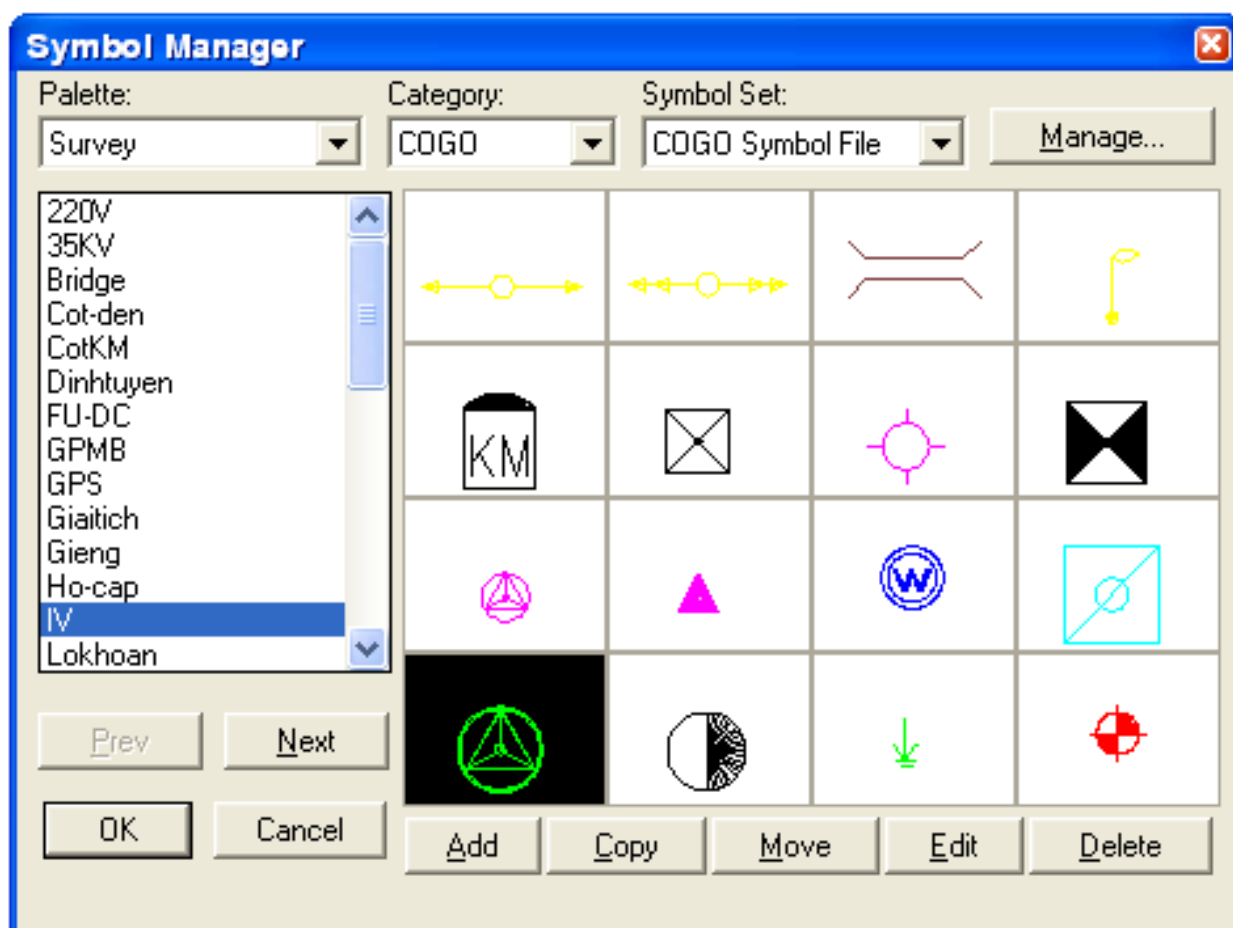 Symbol Manager
Palette: Category: Symbol Set:
Survey COGO COGO Symbol File Manage...
220V
35KV
Bridge
Cot-den
CotKM
Dinhtuyen
FU-DC
GPMB
GPS
Giaitich
Gieng
Ho-cap
IV
Lokhoan
KM
W
Prev Next
OK Cancel
Add Copy Move Edit Delete